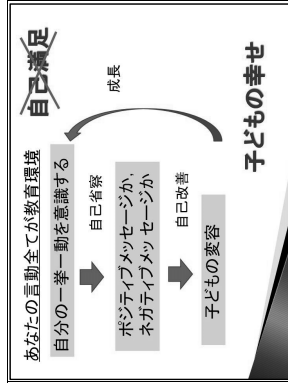 あなたの言動全てが教育環境
自己満足
自分の一挙一動を意識する
自己省察
成長
ポジティブメッセージか、
ネガティブメッセージか
自己改善
子どもの変容
子どもの幸せ